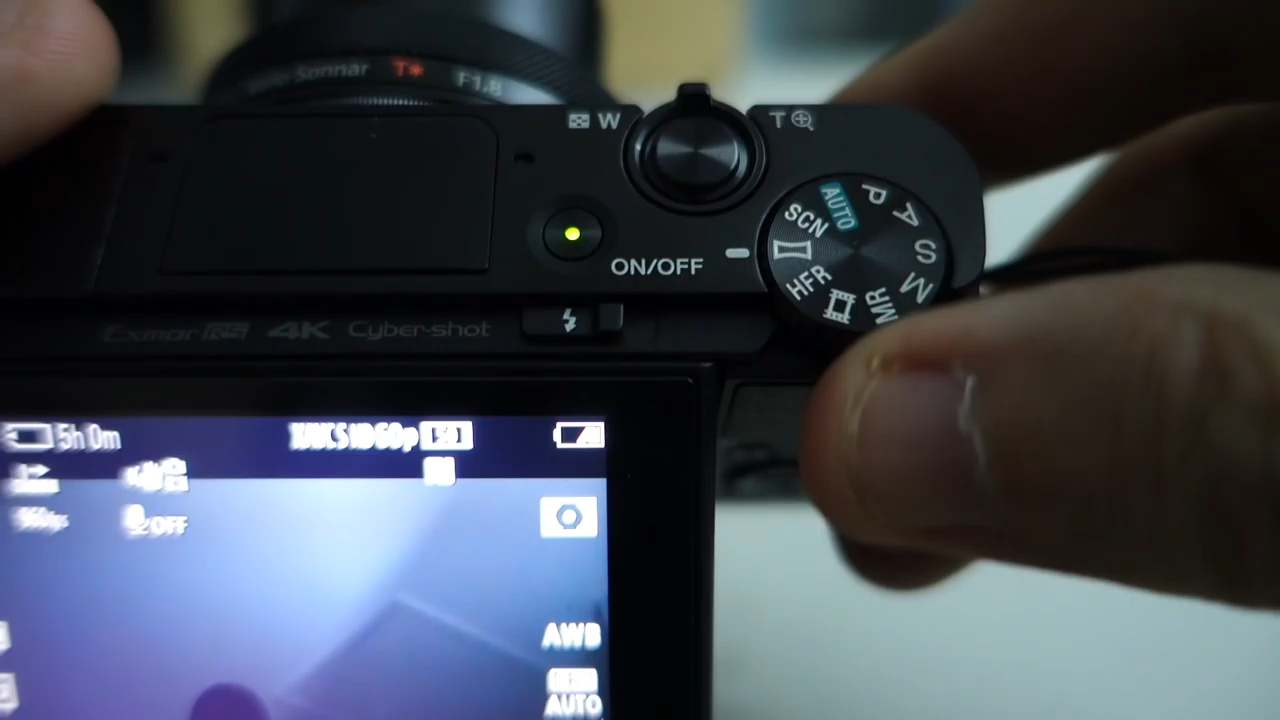 Sonnar T* F1.8
W T
AUTO
P
A
S
M
MR
HFR
SCN
ON/OFF
Exmor RS 4K Cyber-shot
5h 0m
OFF
AWB
AUTO